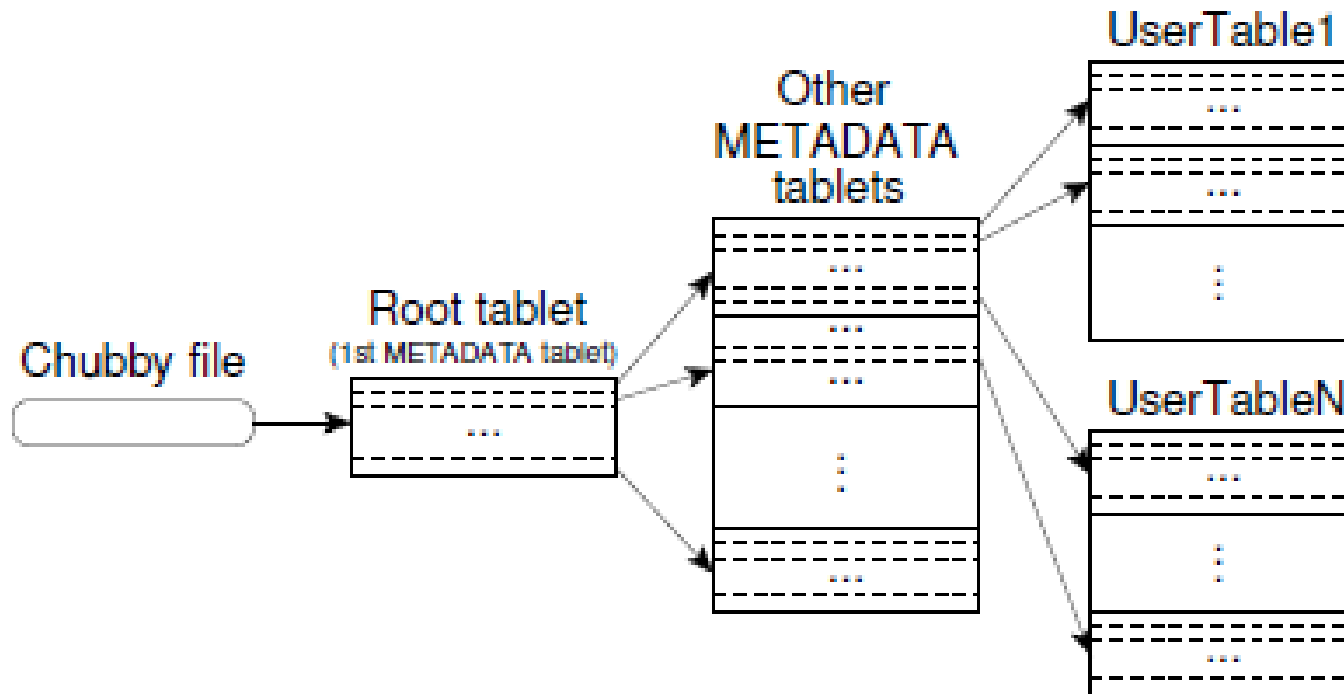 UserTable1
...
...
⋮
Other
METADATA
tablets
...
...
...
⋮
...
Root tablet
(1st METADATA tablet)
...
Chubby file
UserTableN
...
⋮
...